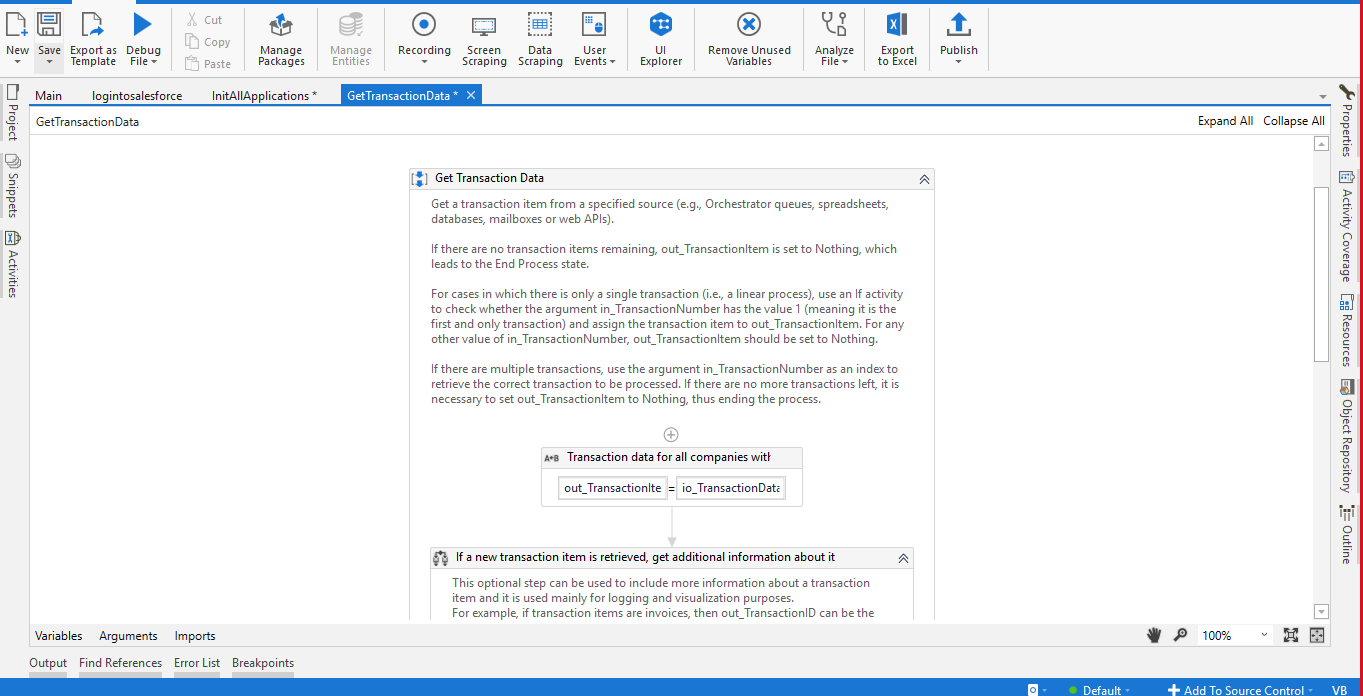 New
Save
Export as Template
Debug File
Cut
Copy
Paste
Manage Packages
Manage Entities
Recording
Screen Scraping
Data Scraping
User Events
UI Explorer
Remove Unused Variables
Analyze File
Export to Excel
Publish
Main
logintosalesforce
InitAllApplications *
GetTransactionData *
GetTransactionData
Expand All
Collapse All
Project
Snippets
Activities
Properties
Activity Coverage
Resources
Object Repository
Outline
Get Transaction Data
Get a transaction item from a specified source (e.g., Orchestrator queues, spreadsheets,
databases, mailboxes or web APIs).
If there are no transaction items remaining, out_TransactionItem is set to Nothing, which
leads to the End Process state.
For cases in which there is only a single transaction (i.e., a linear process), use an If activity
to check whether the argument in_TransactionNumber has the value 1 (meaning it is the
first and only transaction) and assign the transaction item to out_TransactionItem. For any
other value of in_TransactionNumber, out_TransactionItem should be set to Nothing.
If there are multiple transactions, use the argument in_TransactionNumber as an index to
retrieve the correct transaction to be processed. If there are no more transactions left, it is
necessary to set out_TransactionItem to Nothing, thus ending the process.
A+B Transaction data for all companies with
out_TransactionIte = io_TransactionData
If a new transaction item is retrieved, get additional information about it
This optional step can be used to include more information about a transaction
item and it is used mainly for logging and visualization purposes.
For example, if transaction items are invoices, then out_TransactionID can be the
Variables
Arguments
Imports
100%
Output
Find References
Error List
Breakpoints
Default
Add To Source Control
VB